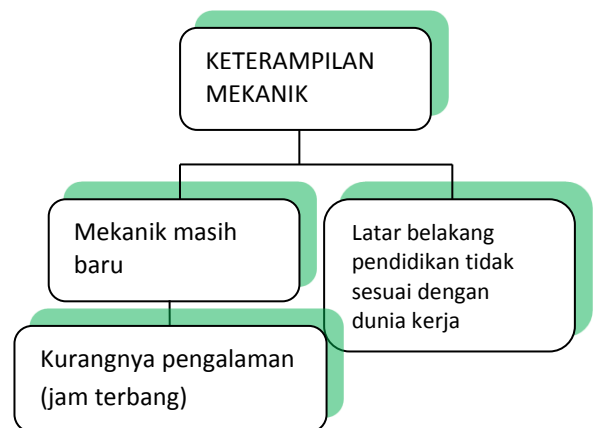 KETERAMPILAN
MEKANIK
Mekanik masih
baru
Latar belakang
pendidikan tidak
sesuai dengan
dunia kerja
Kurangnya pengalaman
(jam terbang)